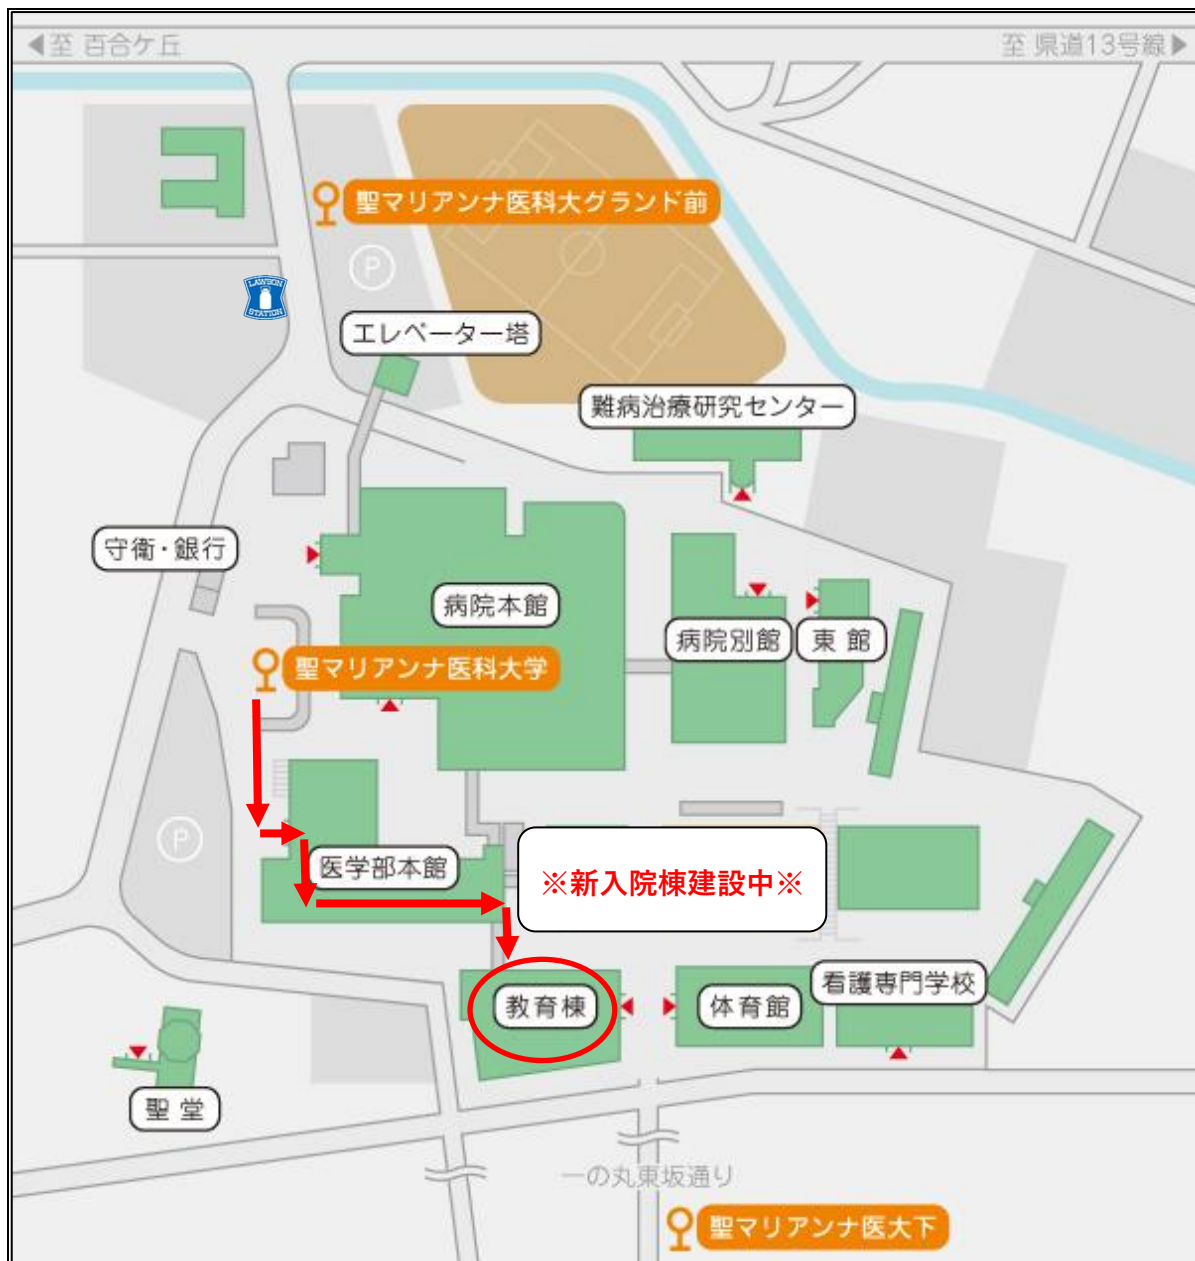 ◀至 百合ケ丘
至 県道13号線▶
聖マリアンナ医科大グランド前
P
LAWSON
STATION
エレベーター塔
難病治療研究センター
守衛・銀行
病院本館
病院別館
東 館
聖マリアンナ医科大学
P
医学部本館
※新入院棟建設中※
教育棟
体育館
看護専門学校
聖 堂
一の丸東坂通り
聖マリアンナ医大下